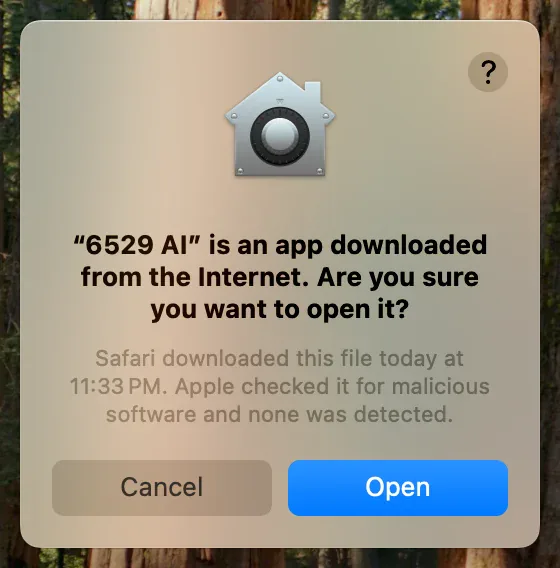 ?
“6529 AI” is an app downloaded
from the Internet. Are you sure
you want to open it?
Safari downloaded this file today at
11:33 PM. Apple checked it for malicious
software and none was detected.
Cancel
Open